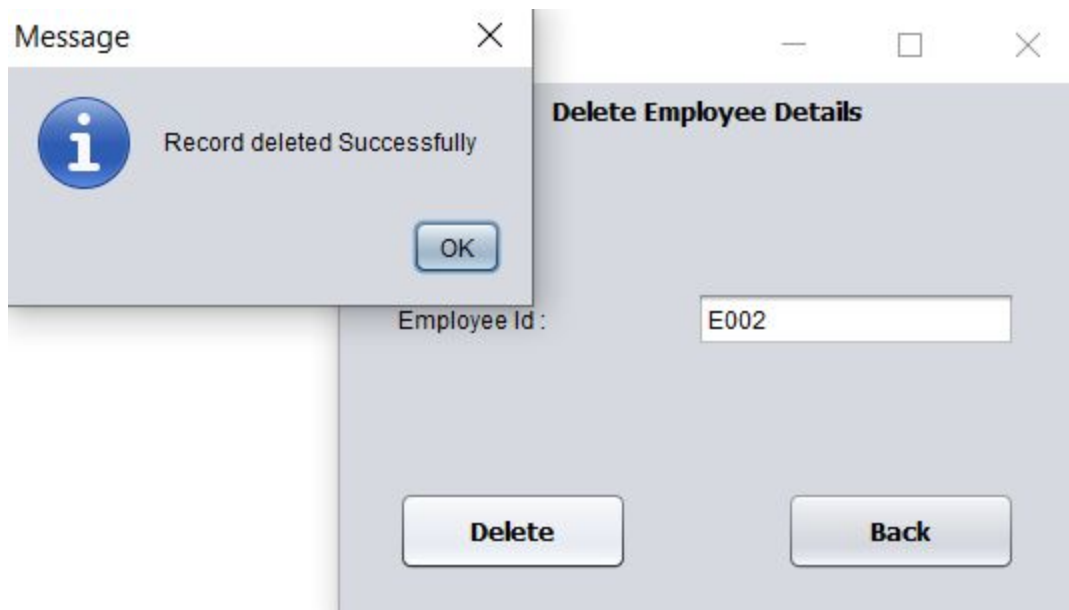 Message
Record deleted Successfully
OK
Delete Employee Details
Employee Id :
E002
Delete
Back